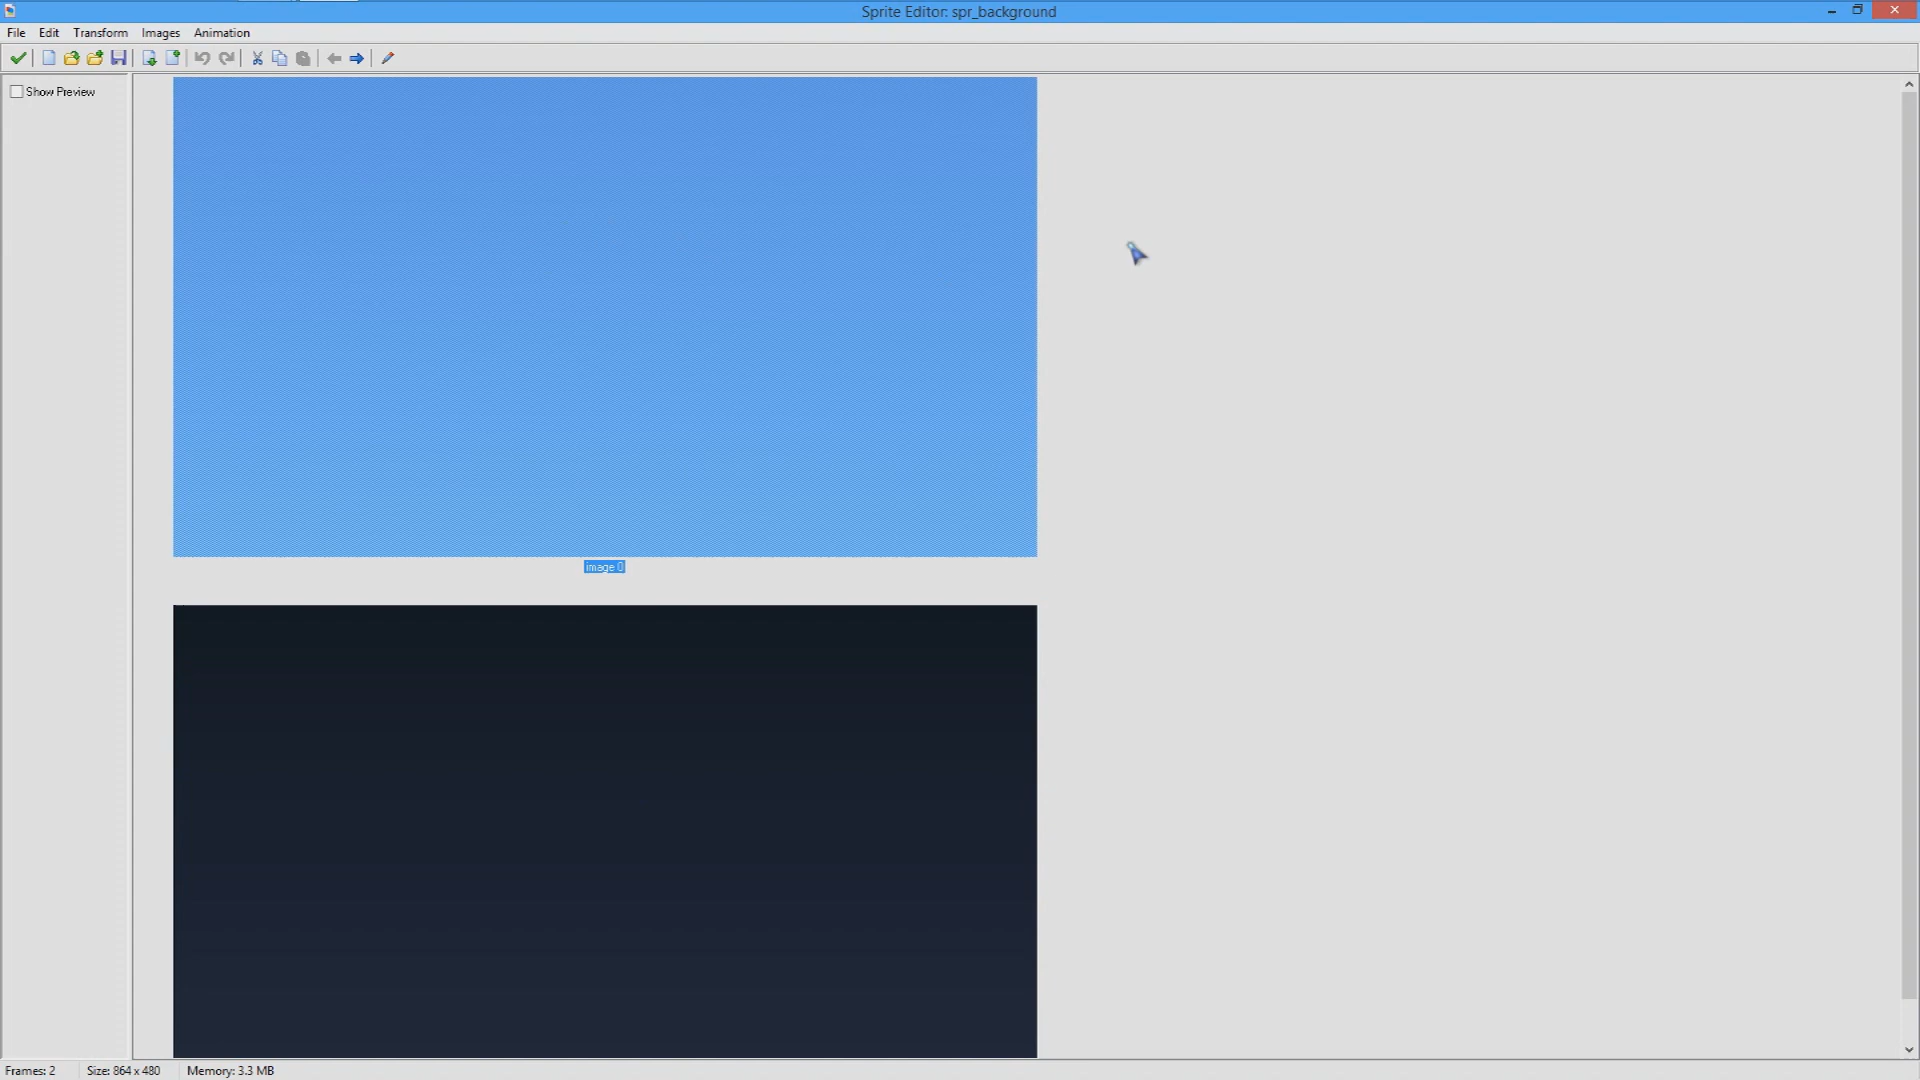 Sprite Editor: spr_background
File Edit Transform Images Animation
Show Preview
image 0
Frames: 2 Size: 864 x 480 Memory: 3.3 MB